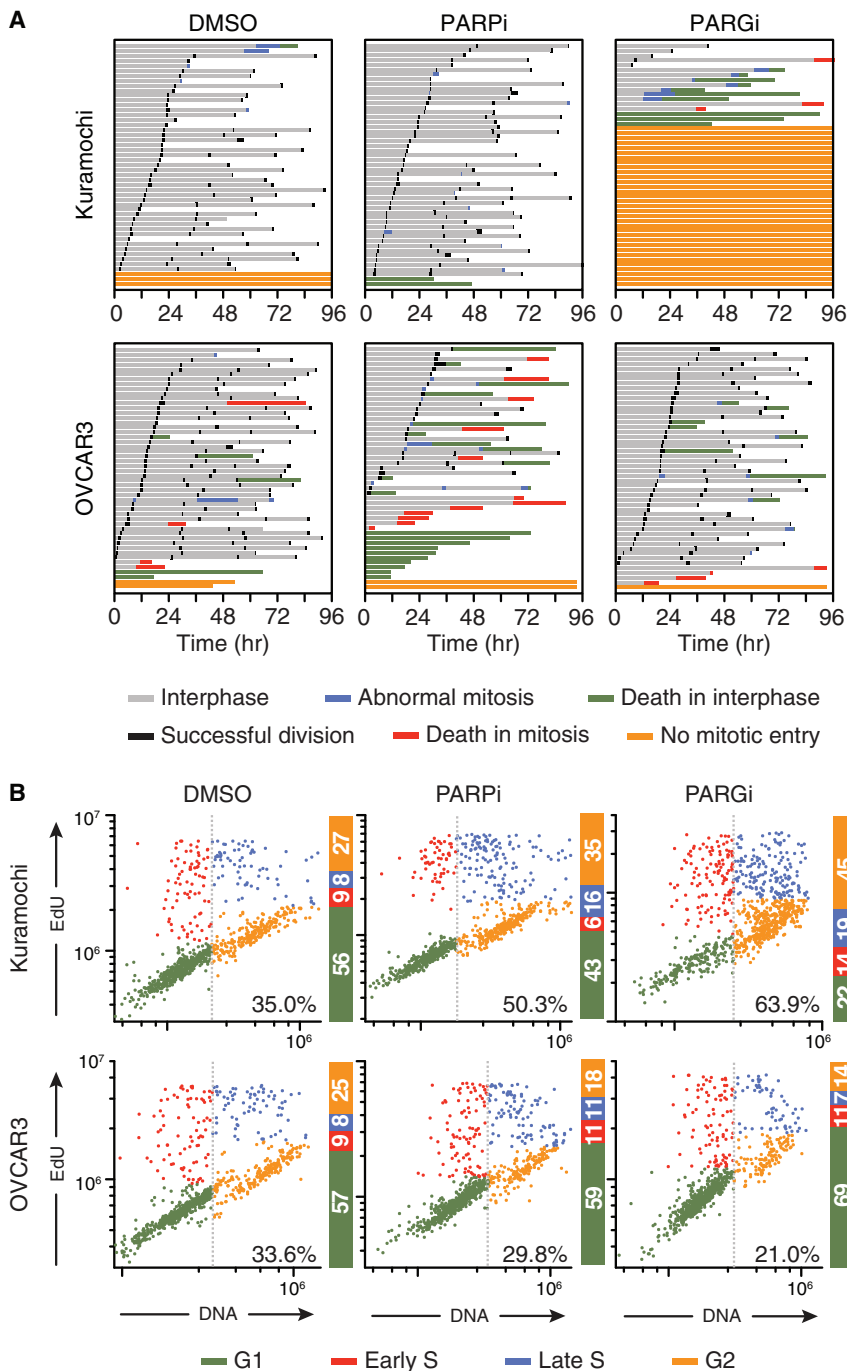 A
DMSO PARPi PARGi
Kuramochi
0 24 48 72 96 0 24 48 72 96 0 24 48 72 96
OVCAR3
0 24 48 72 96 0 24 48 72 96 0 24 48 72 96
Time (hr) Time (hr) Time (hr)
Interphase Abnormal mitosis Death in interphase
Successful division Death in mitosis No mitotic entry
B
DMSO PARPi PARGi
Kuramochi
EdU
10⁷
10⁶
27 8 9 56
35.0%
10⁶
35 16 6 43
50.3%
10⁶
45 19 14 22
63.9%
10⁶
OVCAR3
EdU
10⁷
10⁶
25 8 9 57
33.6%
10⁶
18 11 11 59
29.8%
10⁶
14 7 11 69
21.0%
10⁶
DNA DNA DNA
G1 Early S Late S G2